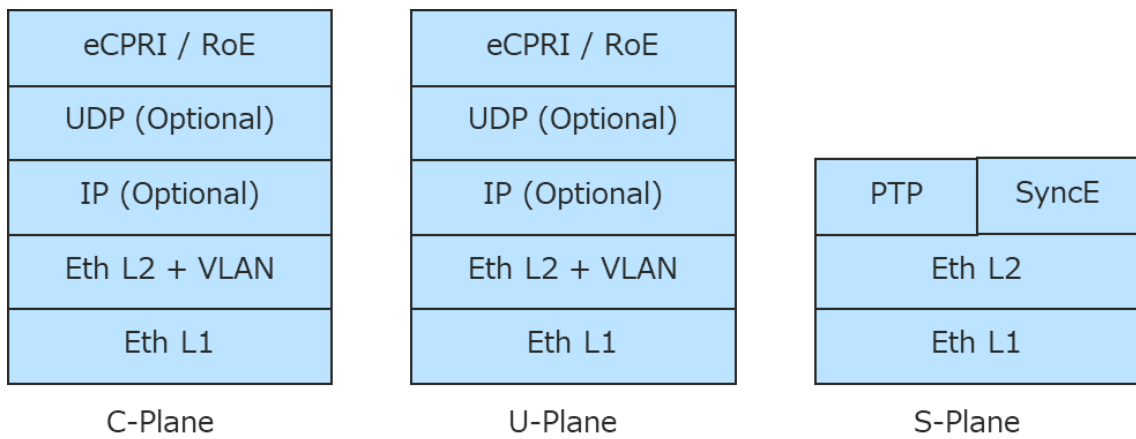 eCPRI / RoE
UDP (Optional)
IP (Optional)
Eth L2 + VLAN
Eth L1
C-Plane
eCPRI / RoE
UDP (Optional)
IP (Optional)
Eth L2 + VLAN
Eth L1
U-Plane
PTP
SyncE
Eth L2
Eth L1
S-Plane